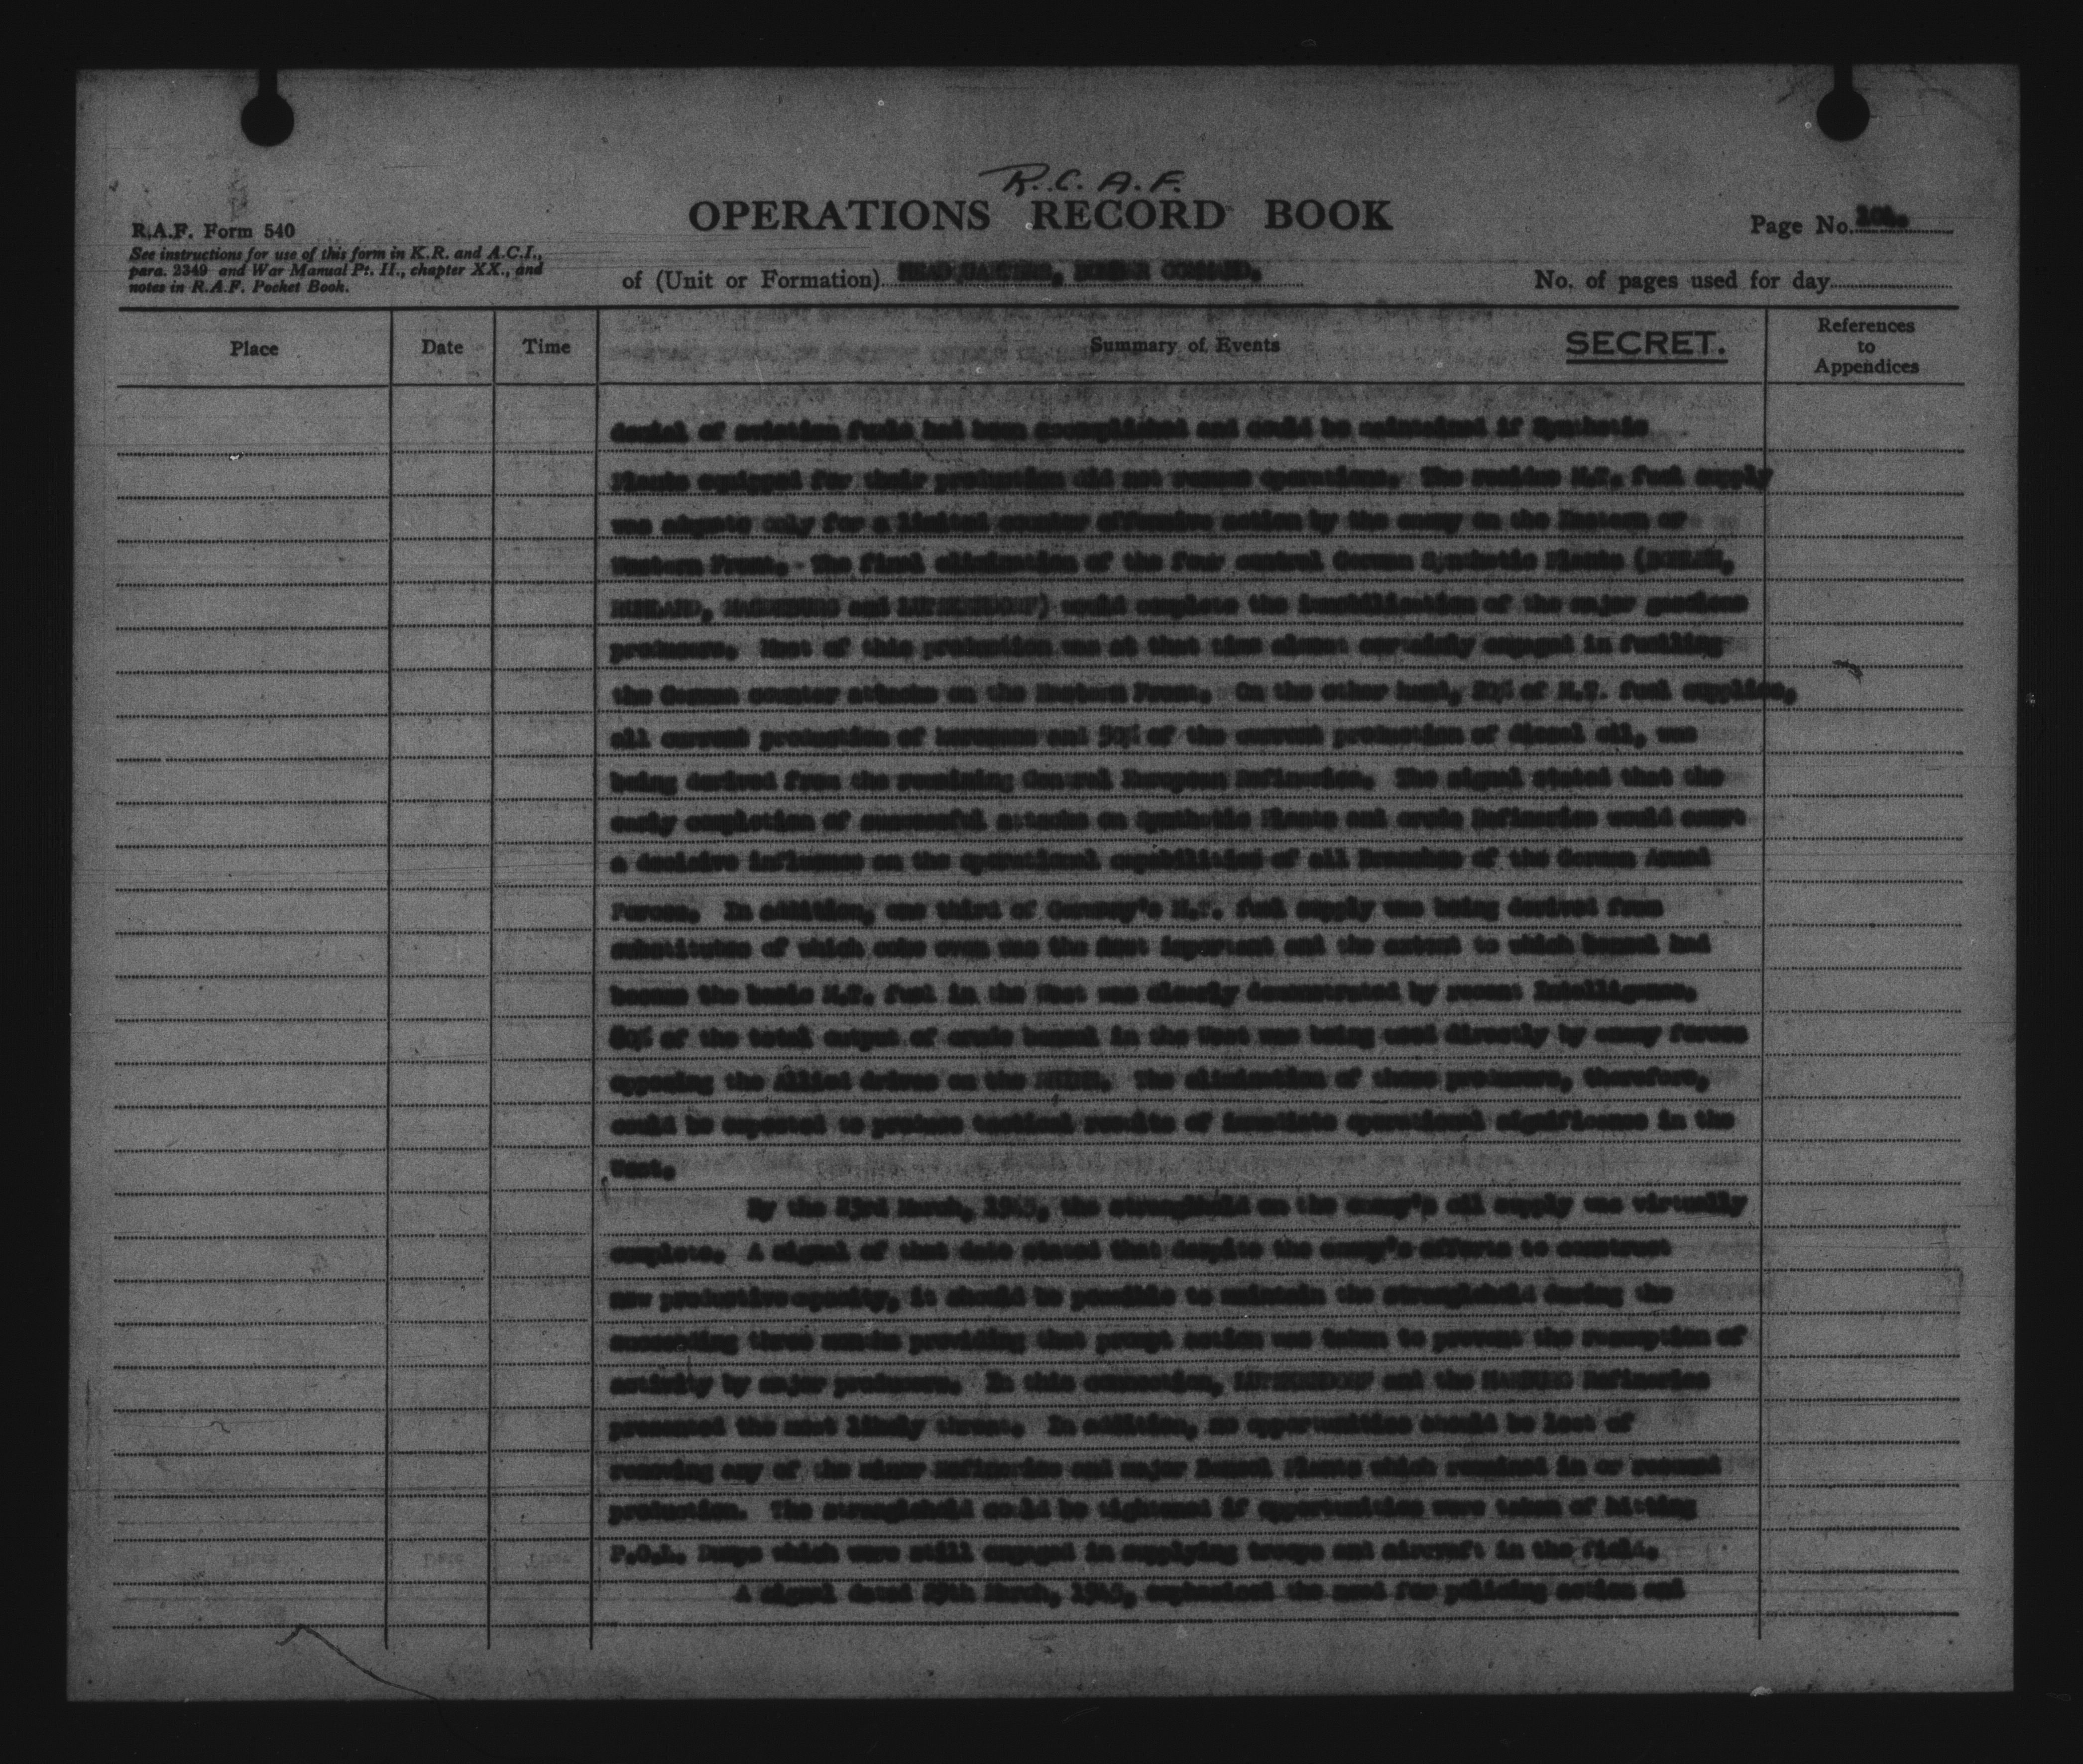 R.C.A.F.
OPERATIONS RECORD BOOK
R.A.F. Form 540
Page No.
See instructions for use of this form in K.R. and A.C.I.,
para. 2349 and War Manual Pt. II., chapter XX., and
notes in R.A.F. Pocket Book.
of (Unit or Formation) HEADQUARTERS, BOMBER COMMAND.
No. of pages used for day
Place Date Time Summary of Events SECRET. References to Appendices
denial of aviation fuels had been accomplished and could be maintained if Synthetic
Plants equipped for their production did not resume operations. The residue M.T. fuel supply
was adquate only for a limited counter offensive action by the enemy on the Eastern or
Western Front. The final elimination of the four central German Synthetic Plants (BOHLEN,
RUHLAND, MAGDEBURG and LUTZKENDORF) would complete the immobilisation of the major gasoline
producers. Most of this production was at that time almost certainly engaged in fuelling
the German counter attacks on the Eastern Front. On the other hand, of M.T. fuel supplies,
all current production of kerosene and 50% of the current production of diesel oil, was
being derived from the remaining Central European Refineries. The signal stated that the
early completion of successful attacks on Synthetic Plants and crude Refineries would exert
a decisive influence on the operational capabilities of all Branches of the German Armed
Forces. In addition, one third of Germany's M.T. fuel supply was being derived from
substitutes of which coke oven was the most important and the extent to which benzol had
become the basic M.T. fuel in the West was clearly demonstrated by recent Intelligence.
of the total output of crude benzol in the West was being used directly by enemy forces
opposing the Allied drives on the RHINE. The elimination of these producers, therefore,
could be expected to produce tactical results of immediate operational significance in the
West.
By the 23rd March, 1945, the stranglehold on the enemy's oil supply was virtually
complete. A signal of that date stated that despite the enemy's efforts to construct
new productive capacity, it should be possible to maintain the stranglehold during the
succeeding three months providing that prompt action was taken to prevent the resumption of
activity by major producers. In this connection, LUTZKENDORF and the HAMBURG Refineries
presented the most likely threat. In addition, no opportunities should be lost of
removing any of the minor Refineries and major Benzol Plants which remained in or resumed
production. The stranglehold could be tightened if opportunities were taken of hitting
P.O.L. Dumps which were still engaged in supplying troops and aircraft in the field.
A signal dated 29th March, 1945, emphasised the need for policing action and